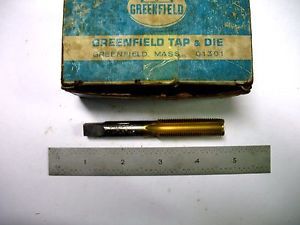 GREENFIELD
GREENFIELD TAP & DIE
GREENFIELD, MASS. 01301
1 2 3 4 5